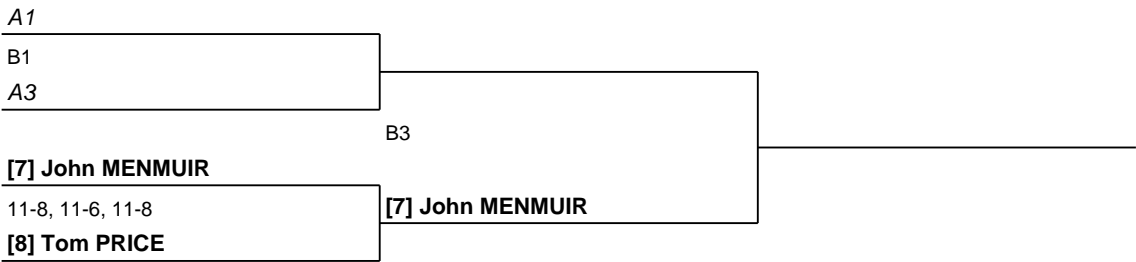 A1
B1
A3
B3
[7] John MENMUIR
11-8, 11-6, 11-8
[7] John MENMUIR
[8] Tom PRICE